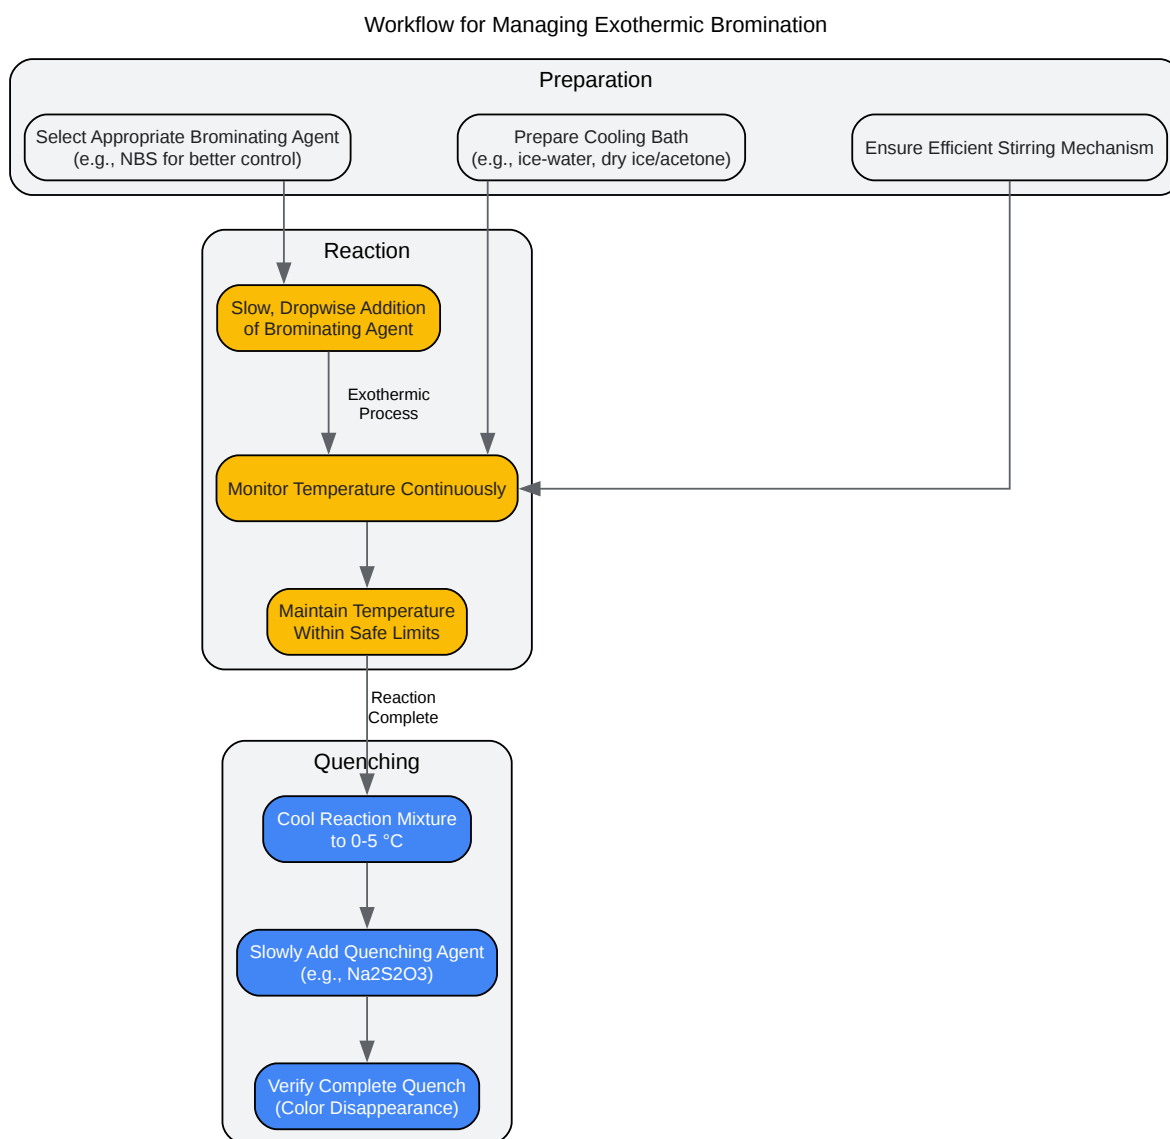 Workflow for Managing Exothermic Bromination
Preparation
Select Appropriate Brominating Agent
(e.g., NBS for better control)
Prepare Cooling Bath
(e.g., ice-water, dry ice/acetone)
Ensure Efficient Stirring Mechanism
Reaction
Slow, Dropwise Addition
of Brominating Agent
Exothermic
Process
Monitor Temperature Continuously
Maintain Temperature
Within Safe Limits
Reaction
Complete
Quenching
Cool Reaction Mixture
to 0-5 °C
Slowly Add Quenching Agent
(e.g., Na2S2O3)
Verify Complete Quench
(Color Disappearance)